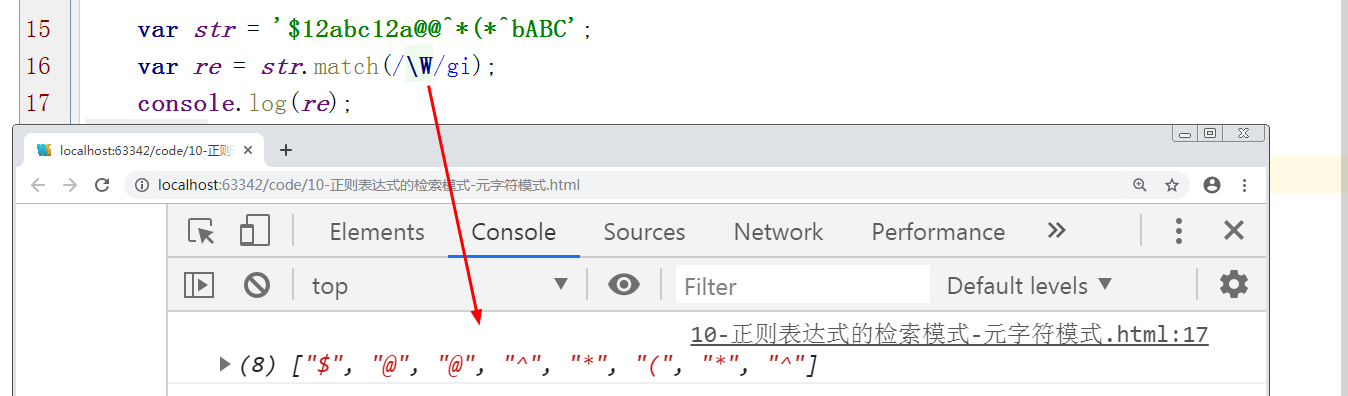 15 var str = '$12abc12a@@^*(*^bABC';
16 var re = str.match(/\W/gi);
17 console.log(re);
localhost:63342/code/10-正则
localhost:63342/code/10-正则表达式的检索模式-元字符模式.html
Elements Console Sources Network Performance
top Filter Default levels ▼
10-正则表达式的检索模式-元字符模式.html:17
(8) ["$", "@", "@", "^", "*", "(", "*", "^"]